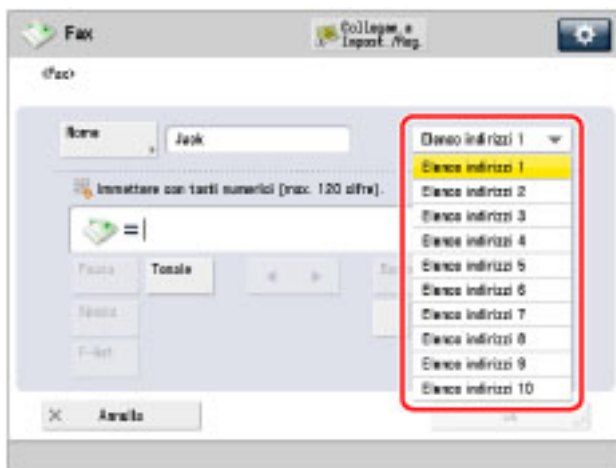 Fax
Collegam. a
Impost./Reg.
<Fax>
Nome
Jack
Elenco indirizzi 1
Elenco indirizzi 1
Elenco indirizzi 2
Elenco indirizzi 3
Elenco indirizzi 4
Elenco indirizzi 5
Elenco indirizzi 6
Elenco indirizzi 7
Elenco indirizzi 8
Elenco indirizzi 9
Elenco indirizzi 10
Immettere con tasti numerici (max. 120 cifre).
=
Pausa
Tonale
Spazio
Annulla
OK